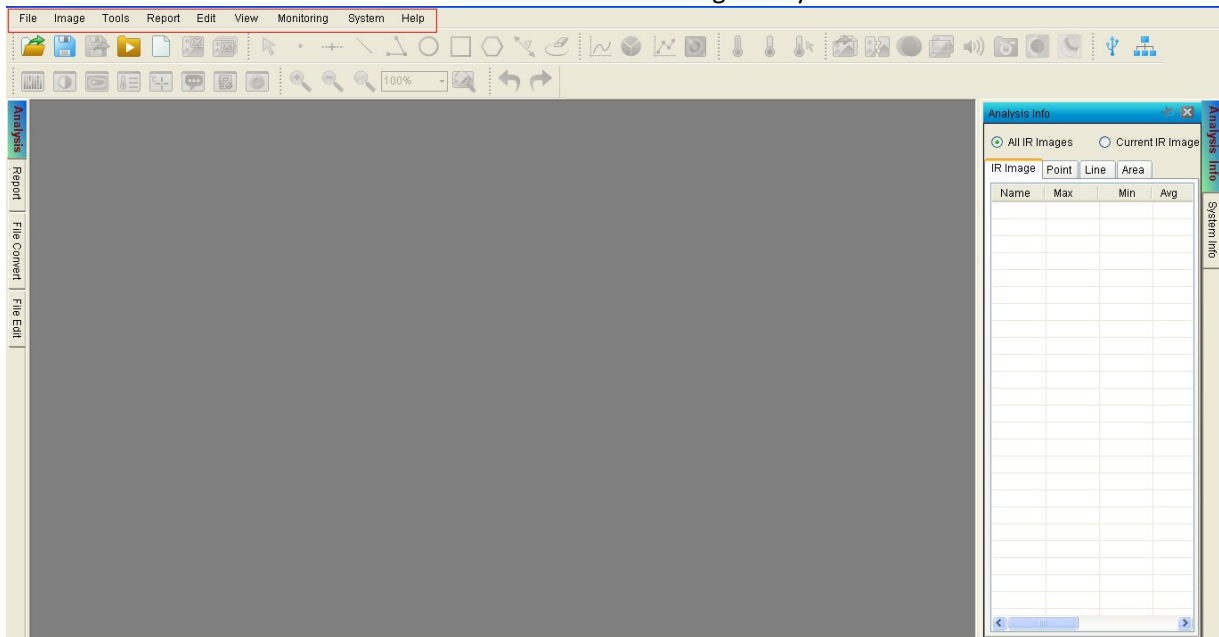 File Image Tools Report Edit View Monitoring System Help
100%
Analysis
Report
File Convert
File Edit
Analysis Info
All IR Images Current IR Image
IR Image Point Line Area
Name Max Min Avg
Analysis Info
System Info